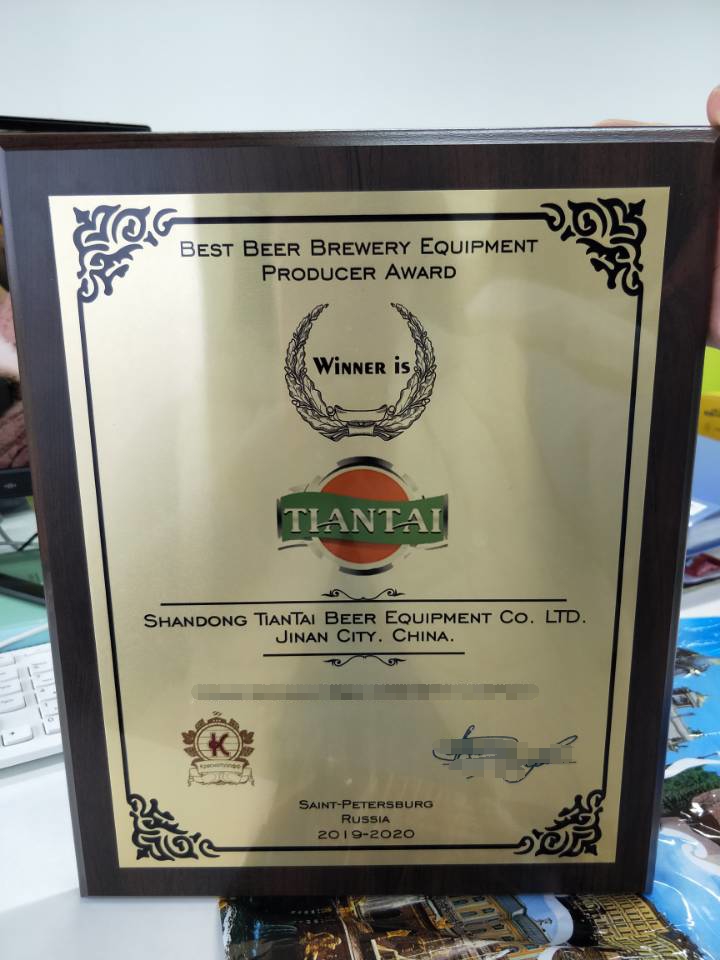 BEST BEER BREWERY EQUIPMENT
PRODUCER AWARD
WINNER IS
TIANTAI
SHANDONG TIANTAI BEER EQUIPMENT CO. LTD.
JINAN CITY. CHINA.
К
SAINT-PETERSBURG
RUSSIA
2019-2020